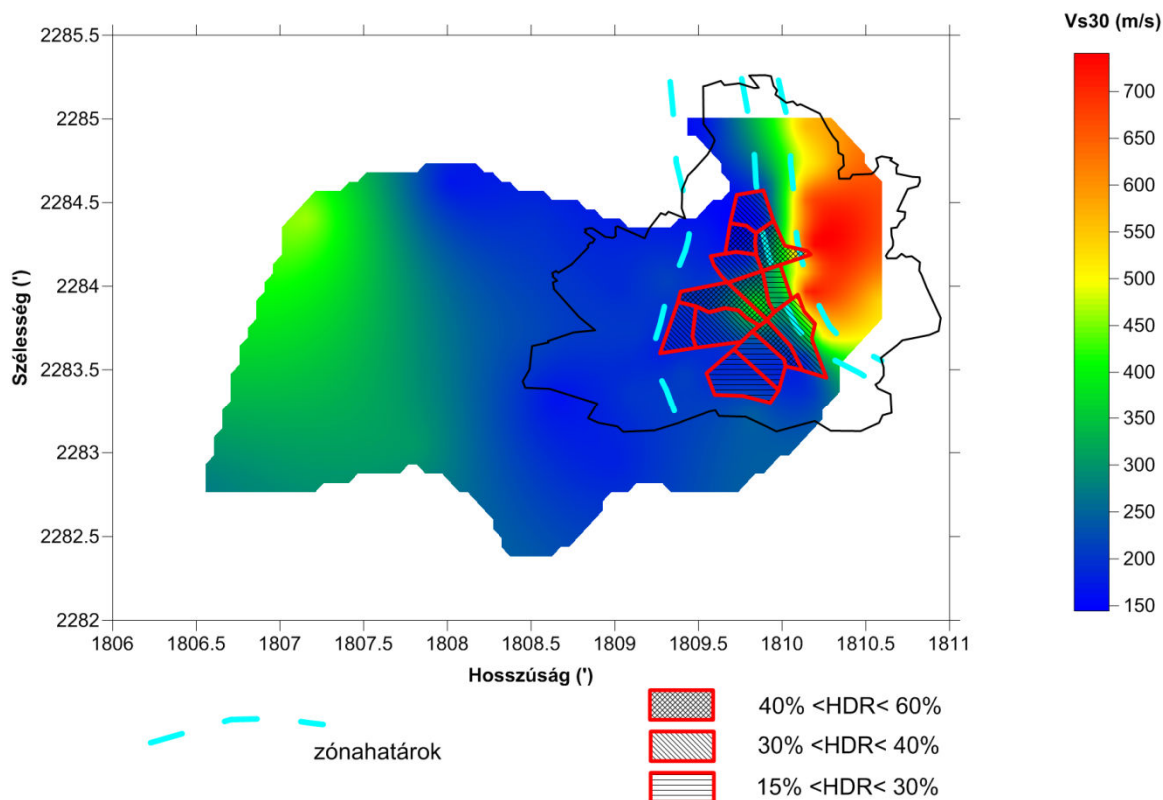 Vs30 (m/s)
2285.5
2285
2284.5
2284
2283.5
2283
2282.5
2282
Szélesség (')
1806 1806.5 1807 1807.5 1808 1808.5 1809 1809.5 1810 1810.5 1811
Hosszúság (')
700
650
600
550
500
450
400
350
300
250
200
150
zónahatárok
40% <HDR< 60%
30% <HDR< 40%
15% <HDR< 30%